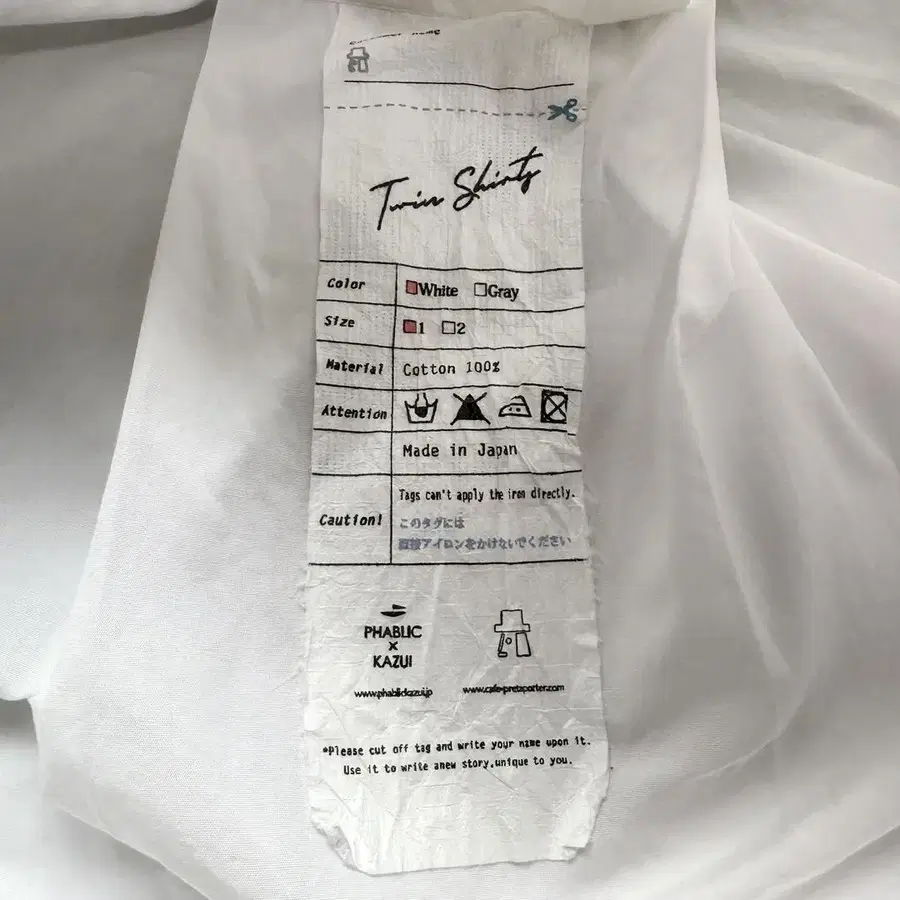 Twin Shirts
Color White Gray
Size 1 2
Material Cotton 100%
Attention
Made in Japan
Caution! Tags can't apply the iron directly.
このタグには
直接アイロンをかけないでください
PHABLIC
x
KAZUI
www.phablickazui.jp www.cafe-pretaporter.com
*Please cut off tag and write your name upon it.
Use it to write anew story,unique to you.